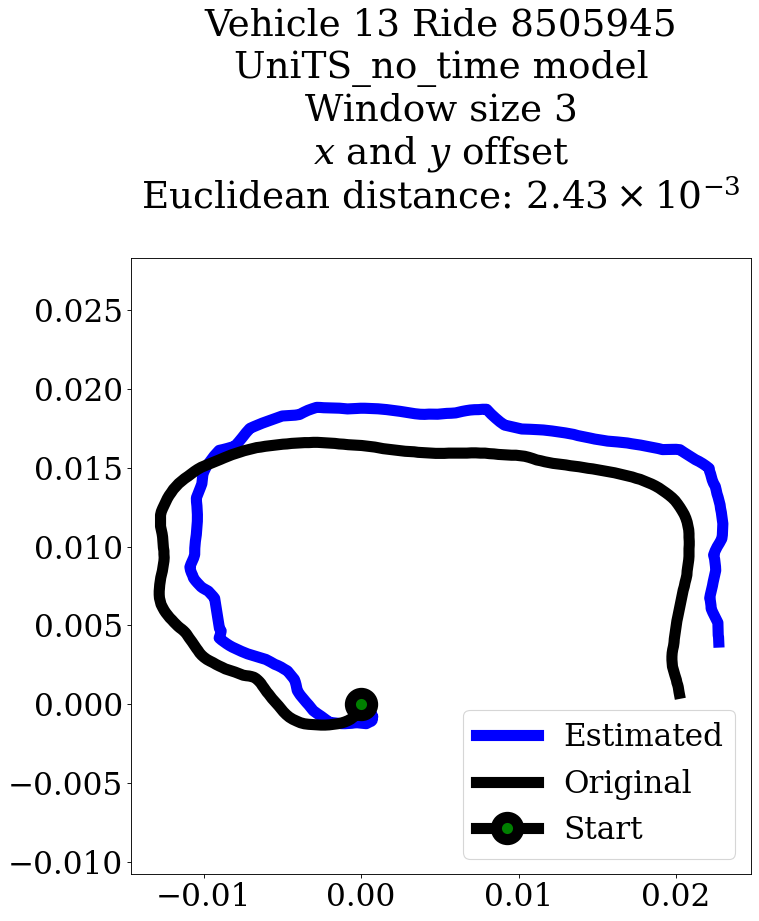 Vehicle 13 Ride 8505945
UniTS_no_time model
Window size 3
x and y offset
Euclidean distance: 2.43 × 10⁻³
0.025
0.020
0.015
0.010
0.005
0.000
−0.005
−0.010
−0.01 0.00 0.01 0.02
Estimated
Original
Start